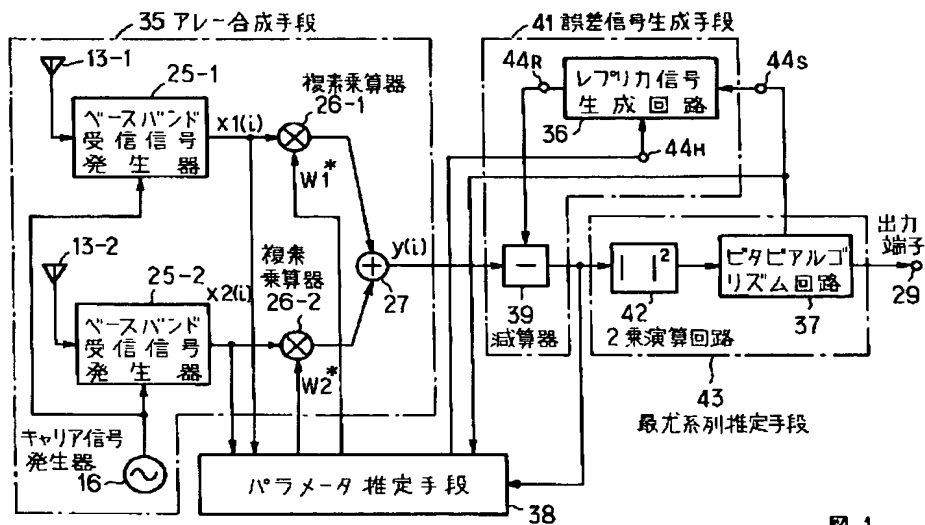 35 アレー合成手段
13-1
25-1
ベースバンド
受信信号
発生器
x1(i)
複素乗算器
26-1
W1*
13-2
25-2
ベースバンド
受信信号
発生器
x2(i)
複素
乗算器
26-2
W2*
+
27
y(i)
キャリア信号
発生器
16
パラメータ推定手段
38
41 誤差信号生成手段
44R
レプリカ信号
生成回路
36
44S
44H
−
39
減算器
| |²
42
2乗演算回路
ビタビアルゴ
リズム回路
37
出力
端子
29
43
最尤系列推定手段
図 1